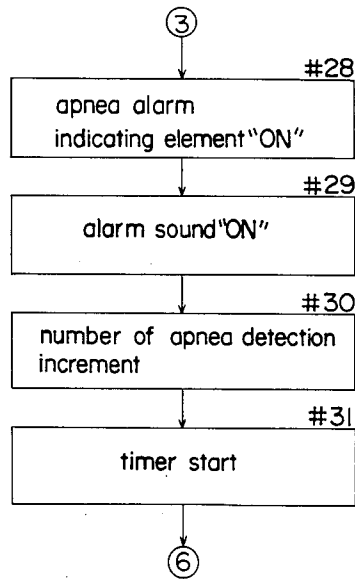 3
#28
apnea alarm
indicating element "ON"
#29
alarm sound "ON"
#30
number of apnea detection
increment
#31
timer start
6